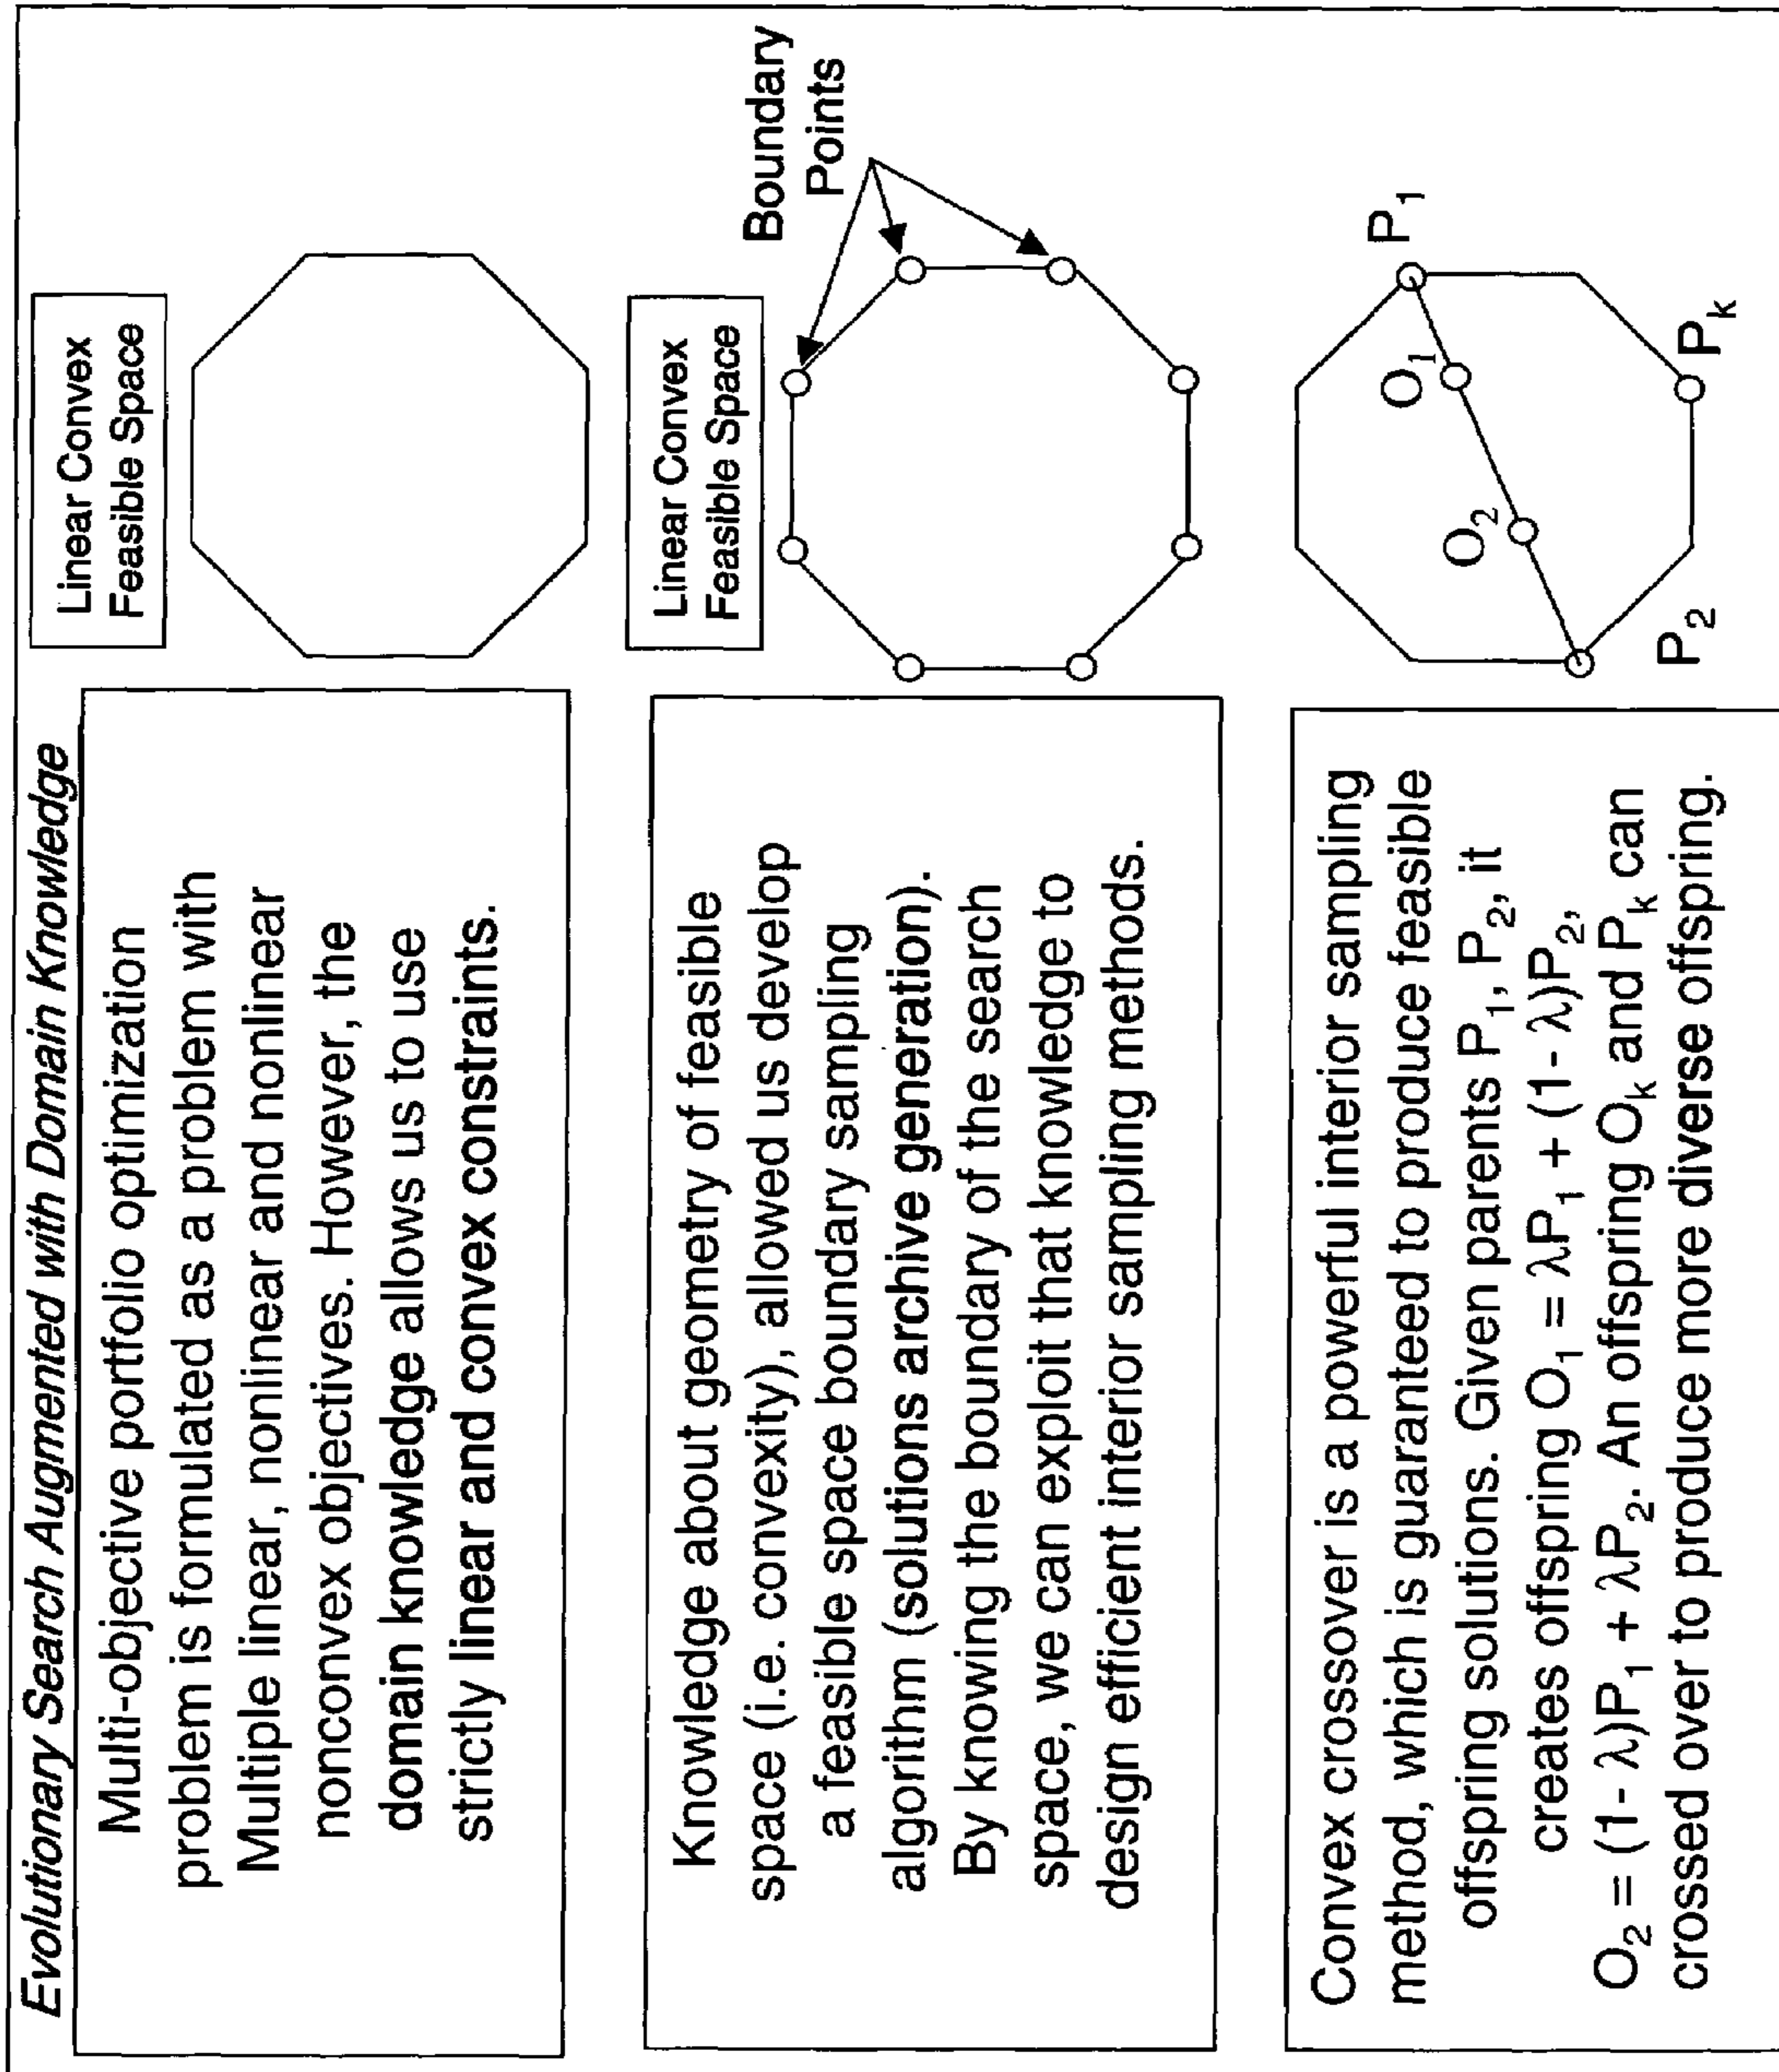 Evolutionary Search Augmented with Domain Knowledge
Multi-objective portfolio optimization
problem is formulated as a problem with
Multiple linear, nonlinear and nonlinear
nonconvex objectives. However, the
domain knowledge allows us to use
strictly linear and convex constraints.
Linear Convex
Feasible Space
Knowledge about geometry of feasible
space (i.e. convexity), allowed us develop
a feasible space boundary sampling
algorithm (solutions archive generation).
By knowing the boundary of the search
space, we can exploit that knowledge to
design efficient interior sampling methods.
Linear Convex
Feasible Space
Boundary
Points
Convex crossover is a powerful interior sampling
method, which is guaranteed to produce feasible
offspring solutions. Given parents P₁, P₂, it
creates offspring O₁ = λP₁ + (1- λ)P₂,
O₂ = (1- λ)P₁ + λP₂. An offspring Oₖ and Pₖ can
crossed over to produce more diverse offspring.
P₁
O₁
O₂
P₂
Pₖ